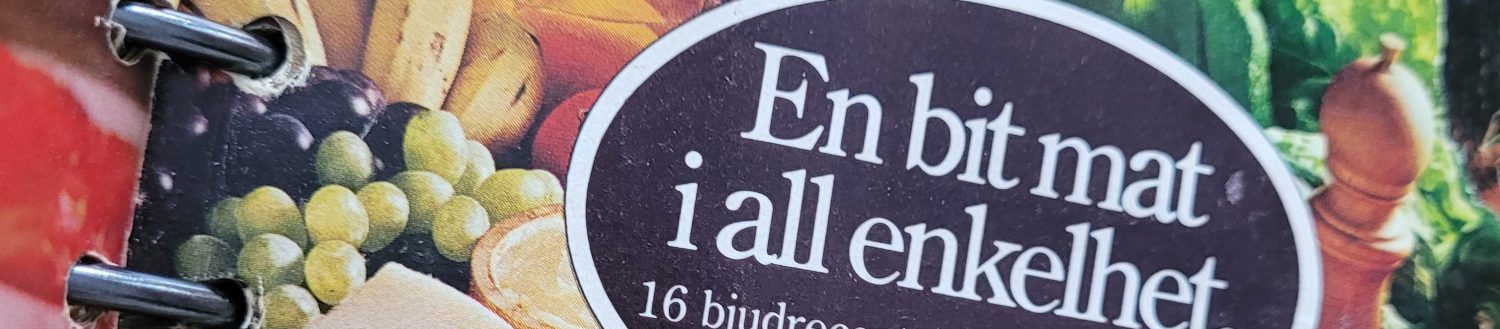 En bit mat
i all enkelhet
16